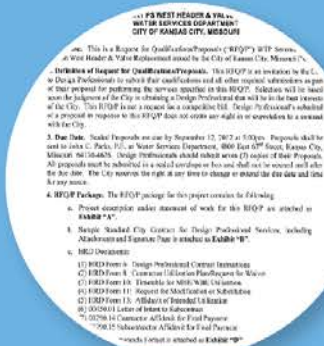 PS WEST HEADER & VAL
WATER SERVICES DEPARTMENT
CITY OF KANSAS CITY, MISSOURI
This is a Request for Qualifications/Proposals ("RFQ/P") WTP
West Header & Valve Replacement issued by the City of Kansas City, Missouri
Definition of Request for Qualifications/Proposals. This RFQ/P is an invitation by the
to Design Professionals to submit their qualifications and all other required submissions as part
of their proposal for performing the services specified in this RFQ/P. Selection will be based
upon the judgment of the City in obtaining a Design Professional that will be in the best interests
of the City. This RFQ/P is not a request for a competitive bid. Design Professional's submittal
of a proposal in response to this RFQ/P does not create any right in or expectation to a contract
with the City.
3. Due Date. Sealed Proposals are due by September 12, 2012 at 5:00pm. Proposals shall be
sent to John C. Parks, P.E., at Water Services Department, 4800 East 63rd Street, Kansas City,
Missouri 64130-4626. Design Professionals should submit seven (7) copies of their Proposals.
All proposals must be submitted in a sealed envelope or box and shall not be opened until after
the due date. The City reserves the right at any time to change or extend the due date and time
for any reason.
4. RFQ/P Package. The RFQ/P package for this project contains the following
a. Project description and/or statement of work for this RFQ/P are attached as
Exhibit "A".
b. Sample Standard City Contract for Design Professional Services, including
Attachments and Signature Page is attached as Exhibit "B".
c. HRD Documents:
(1) HRD Form 6: Design Professional Contract Instructions
(2) HRD Form 8: Contractor Utilization Plan/Request for Waiver
(3) HRD Form 10: Timetable for MBE/WBE Utilization
(4) HRD Form 11: Request for Modification or Substitution
(5) HRD Form 13: Affidavit of Intended Utilization
(6) 00450.01 Letter of Intent to Subcontract
01290.14 Contractor Affidavit for Final Payment
290.15 Subcontractor Affidavit for Final Payment
Format is attached as Exhibit "D"